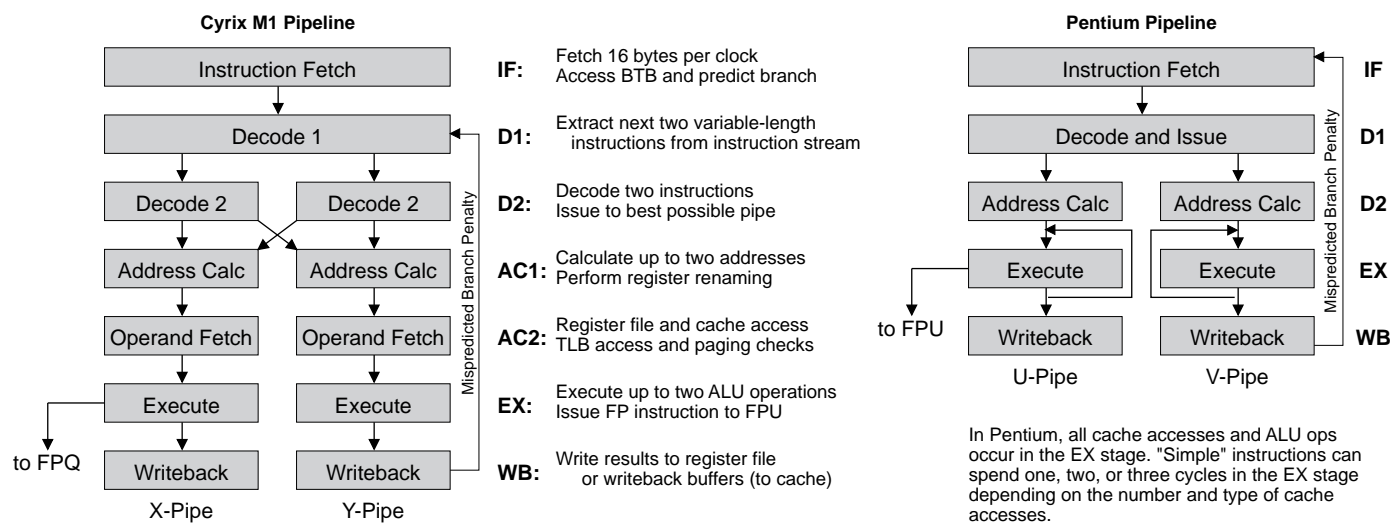 Cyrix M1 Pipeline
Instruction Fetch
Decode 1
Decode 2
Decode 2
Address Calc
Address Calc
Operand Fetch
Operand Fetch
Execute
Execute
to FPQ
Writeback
Writeback
X-Pipe
Y-Pipe
Mispredicted Branch Penalty
IF:
Fetch 16 bytes per clock
Access BTB and predict branch
D1:
Extract next two variable-length
instructions from instruction stream
D2:
Decode two instructions
Issue to best possible pipe
AC1:
Calculate up to two addresses
Perform register renaming
AC2:
Register file and cache access
TLB access and paging checks
EX:
Execute up to two ALU operations
Issue FP instruction to FPU
WB:
Write results to register file
or writeback buffers (to cache)
Pentium Pipeline
Instruction Fetch
IF
Decode and Issue
D1
Address Calc
Address Calc
D2
Execute
Execute
EX
to FPU
Writeback
Writeback
WB
U-Pipe
V-Pipe
Mispredicted Branch Penalty
In Pentium, all cache accesses and ALU ops
occur in the EX stage. "Simple" instructions can
spend one, two, or three cycles in the EX stage
depending on the number and type of cache
accesses.